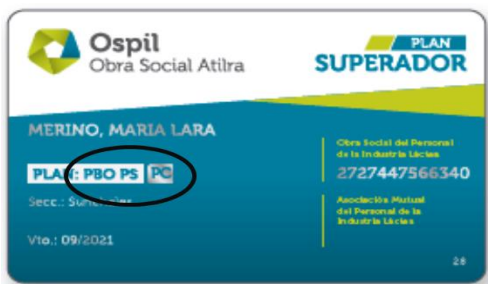 Ospil
Obra Social Atilra
PLAN
SUPERADOR
MERINO, MARIA LARA
PLAN: PBO PS PC
Secc.:
Vto.: 09/2021
Obra Social del Personal
de la Industria Láctea
2727447566340
Asociación Mutual
del Personal de la
Industria Láctea
28